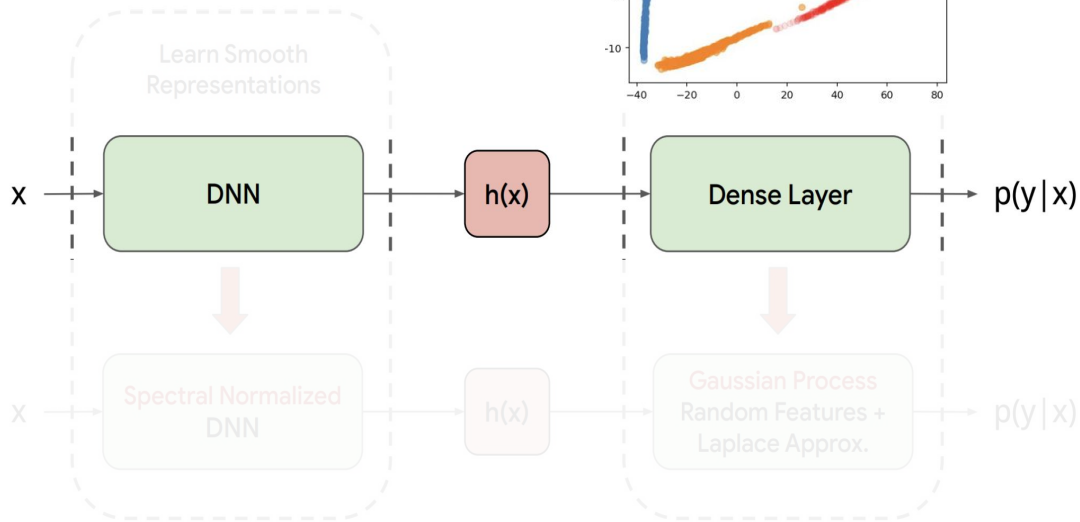 -10
−40 −20 0 20 40 60 80
Learn Smooth
Representations
x
DNN
h(x)
Dense Layer
p(y|x)
x
Spectral Normalized
DNN
h(x)
Gaussian Process
Random Features +
Laplace Approx.
p(y|x)